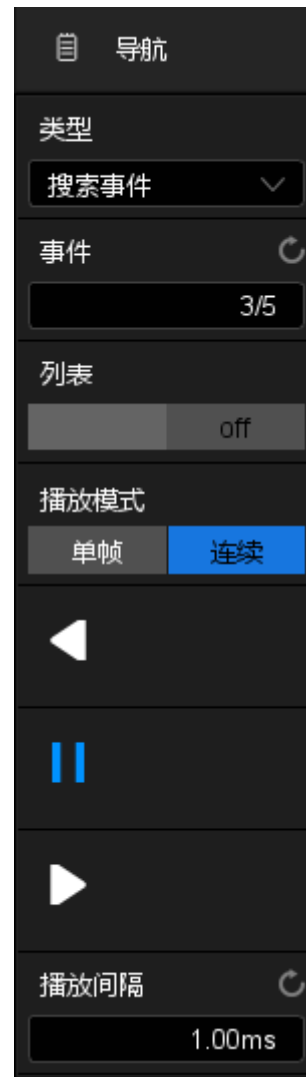 导航
类型
搜索事件
事件
3/5
列表
off
播放模式
单帧 连续
播放间隔
1.00ms